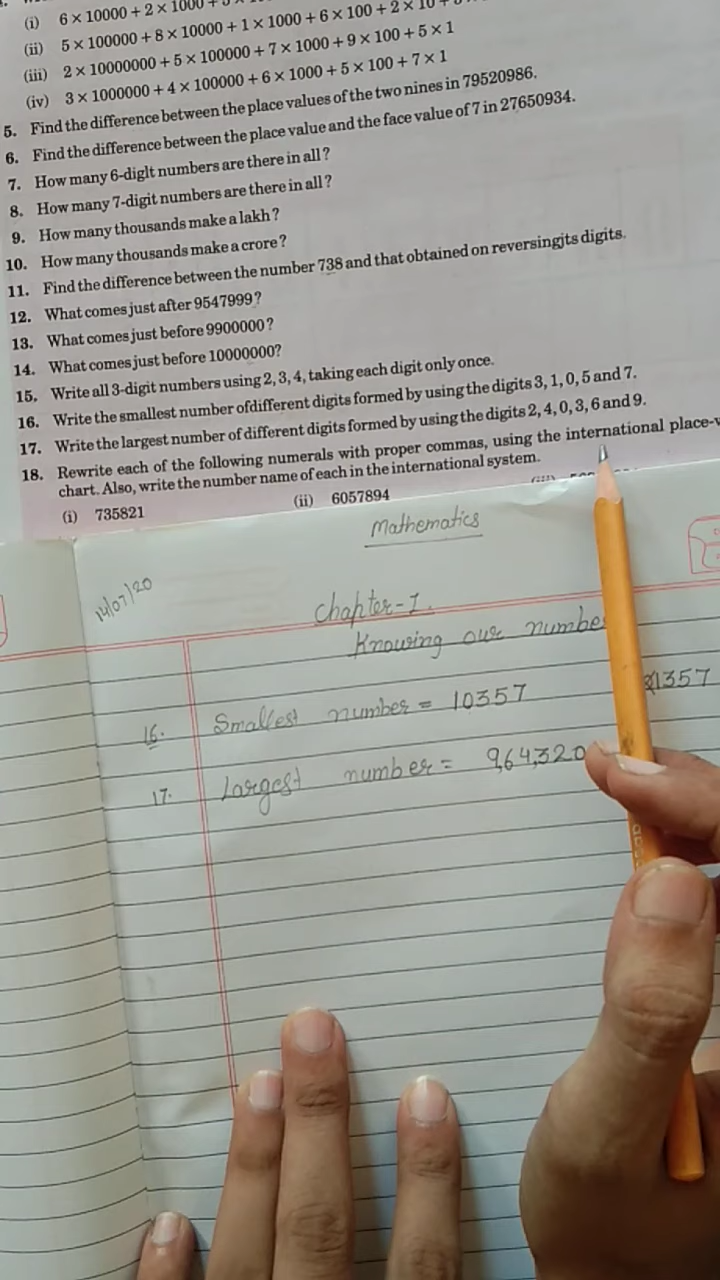 (i) 6 × 10000 + 2 × 1000 +
(ii) 5 × 100000 + 8 × 10000 + 1 × 1000 + 6 × 100 + 2 × 10 +
(iii) 2 × 10000000 + 5 × 100000 + 7 × 1000 + 9 × 100 + 5 × 1
(iv) 3 × 1000000 + 4 × 100000 + 6 × 1000 + 5 × 100 + 7 × 1
5. Find the difference between the place values of the two nines in 79520986.
6. Find the difference between the place value and the face value of 7 in 27650934.
7. How many 6-digit numbers are there in all?
8. How many 7-digit numbers are there in all?
9. How many thousands make a lakh?
10. How many thousands make a crore?
11. Find the difference between the number 738 and that obtained on reversing its digits.
12. What comes just after 9547999?
13. What comes just before 9900000?
14. What comes just before 10000000?
15. Write all 3-digit numbers using 2, 3, 4, taking each digit only once.
16. Write the smallest number of different digits formed by using the digits 3, 1, 0, 5 and 7.
17. Write the largest number of different digits formed by using the digits 2, 4, 0, 3, 6 and 9.
18. Rewrite each of the following numerals with proper commas, using the international place-
chart. Also, write the number name of each in the international system.
(i) 735821 (ii) 6057894 (iii)
Mathematics
14/07/20
Chapter-1.
Knowing our numbe
16. Smallest number = 10357 31357
17. Largest number = 9,64,320